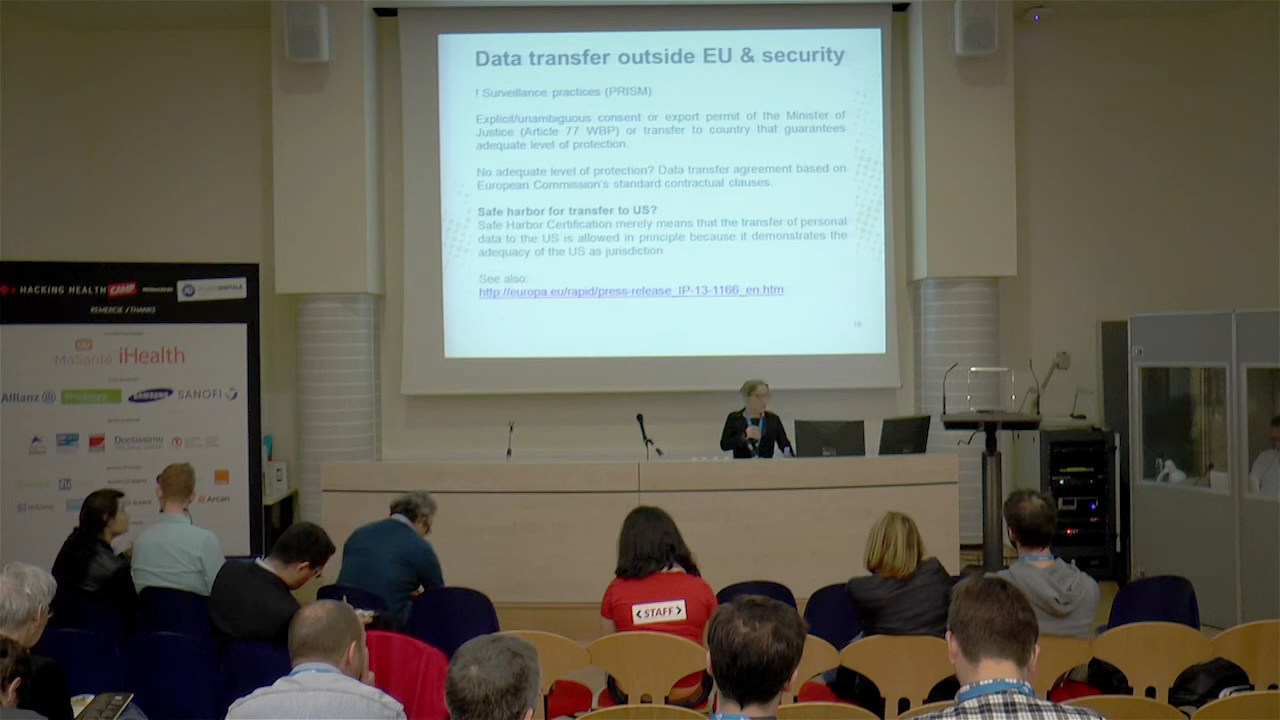 Data transfer outside EU & security
! Surveillance practices (PRISM)
Explicit/unambiguous consent or export permit of the Minister of
Justice (Article 77 WBP) or transfer to country that guarantees
adequate level of protection.
No adequate level of protection? Data transfer agreement based on
European Commission's standard contractual clauses.
Safe harbor for transfer to US?
Safe Harbor Certification merely means that the transfer of personal
data to the US is allowed in principle because it demonstrates the
adequacy of the US as jurisdiction
See also:
http://europa.eu/rapid/press-release_IP-13-1166_en.htm
HACKING HEALTH CAMP
REMERCIE / THANKS
MaSanté iHealth
Allianz
SAMSUNG
SANOFI
Doctissimo
Arcen
<STAFF>